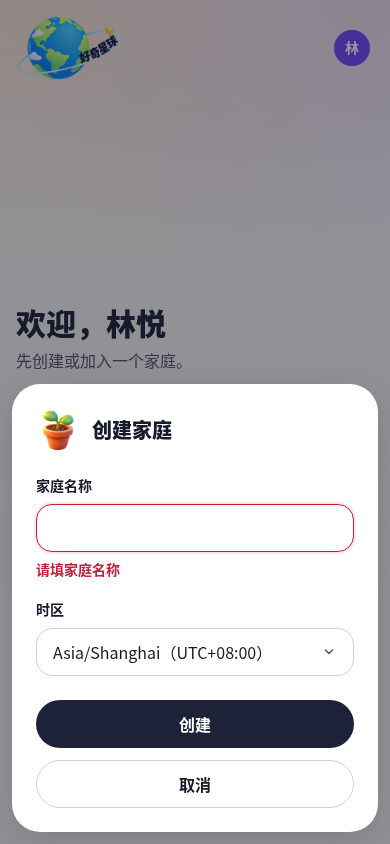 好奇星球
林
欢迎，林悦
先创建或加入一个家庭。
创建家庭
家庭名称
请填家庭名称
时区
Asia/Shanghai（UTC+08:00）
创建
取消